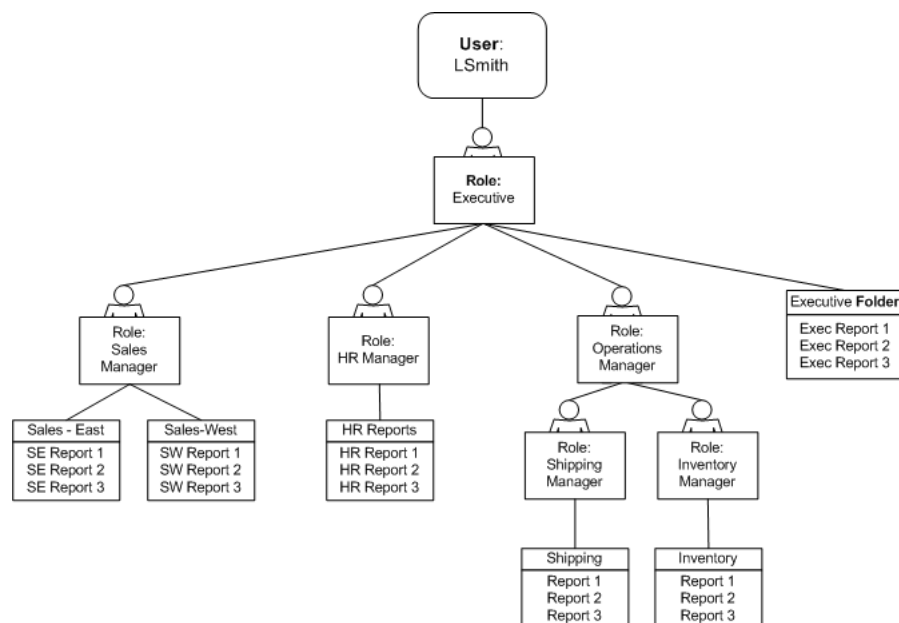 User:
LSmith
Role:
Executive
Role:
Sales
Manager
Role:
HR Manager
Role:
Operations
Manager
Executive Folder
Exec Report 1
Exec Report 2
Exec Report 3
Sales - East
SE Report 1
SE Report 2
SE Report 3
Sales-West
SW Report 1
SW Report 2
SW Report 3
HR Reports
HR Report 1
HR Report 2
HR Report 3
Role:
Shipping
Manager
Role:
Inventory
Manager
Shipping
Report 1
Report 2
Report 3
Inventory
Report 1
Report 2
Report 3